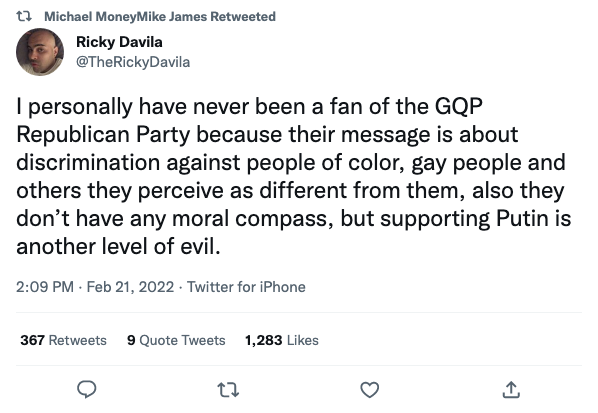 Michael MoneyMike James Retweeted
Ricky Davila
@TheRickyDavila
I personally have never been a fan of the GQP
Republican Party because their message is about
discrimination against people of color, gay people and
others they perceive as different from them, also they
don’t have any moral compass, but supporting Putin is
another level of evil.
2:09 PM · Feb 21, 2022 · Twitter for iPhone
367 Retweets 9 Quote Tweets 1,283 Likes